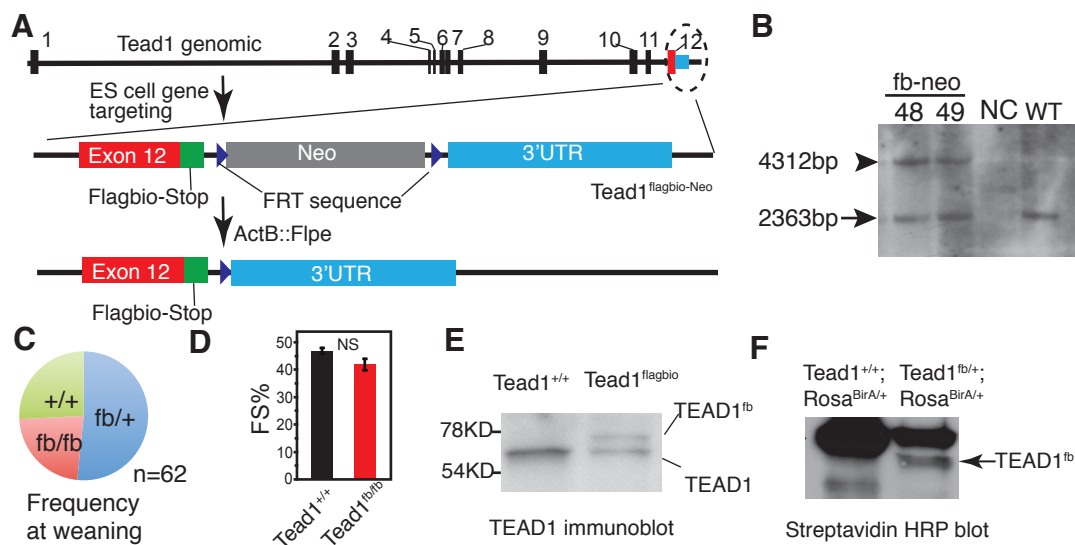 A
1 Tead1 genomic 2 3 4 5 6 7 8 9 10 11 12
ES cell gene
targeting
Exon 12 Neo 3'UTR
Flagbio-Stop FRT sequence Tead1flagbio-Neo
ActB::Flpe
Exon 12 3'UTR
Flagbio-Stop
B
fb-neo
48 49 NC WT
4312bp
2363bp
C
+/+ fb/+
fb/fb
n=62
Frequency
at weaning
D
FS%
50
40
30
20
10
0
NS
Tead1+/+ Tead1fb/fb
E
Tead1+/+ Tead1flagbio
TEAD1fb
78KD
54KD
TEAD1
TEAD1 immunoblot
F
Tead1+/+; Tead1fb/+;
RosaBirA/+ RosaBirA/+
TEAD1fb
Streptavidin HRP blot